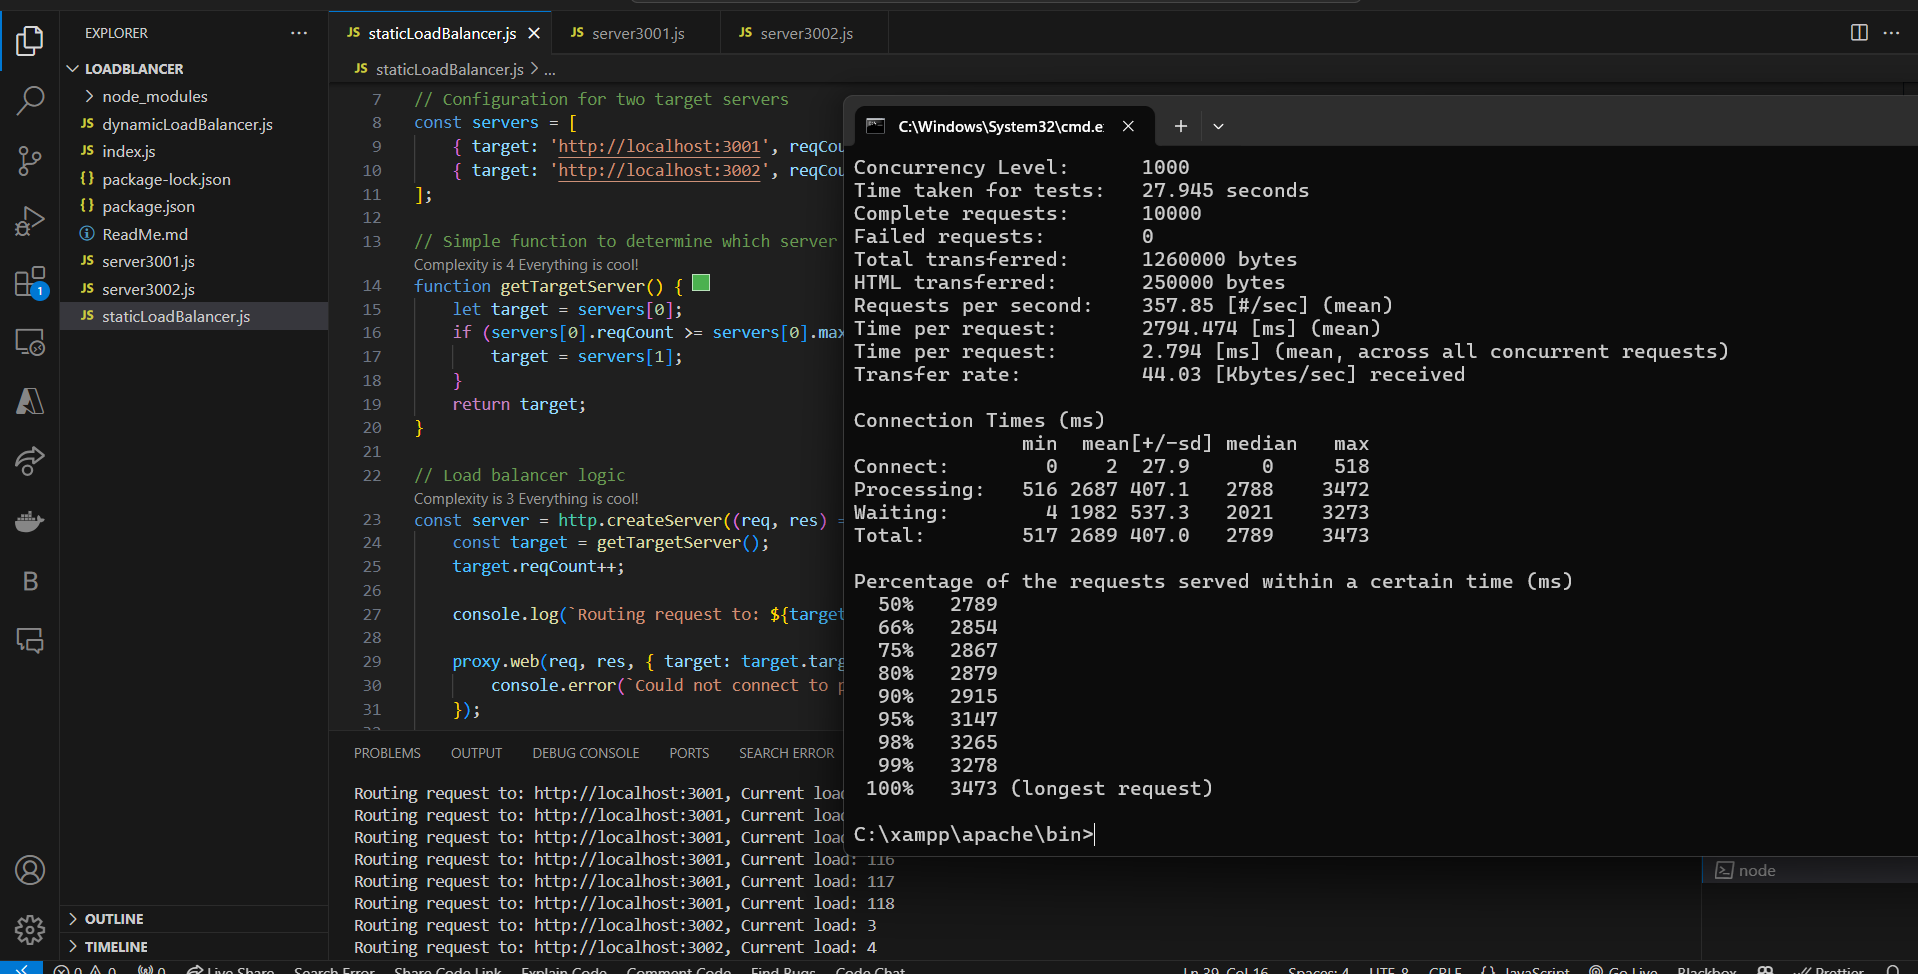 EXPLORER
LOADBLANCER
node_modules
JS dynamicLoadBalancer.js
JS index.js
{} package-lock.json
{} package.json
ReadMe.md
JS server3001.js
JS server3002.js
JS staticLoadBalancer.js
OUTLINE
TIMELINE
1
B
JS staticLoadBalancer.js
JS server3001.js
JS server3002.js
JS staticLoadBalancer.js > ...
7 // Configuration for two target servers
8 const servers = [
9 { target: 'http://localhost:3001', reqCou
10 { target: 'http://localhost:3002', reqCou
11 ];
12
13 // Simple function to determine which server
Complexity is 4 Everything is cool!
14 function getTargetServer() {
15 let target = servers[0];
16 if (servers[0].reqCount >= servers[0].max
17 target = servers[1];
18 }
19 return target;
20 }
21
22 // Load balancer logic
Complexity is 3 Everything is cool!
23 const server = http.createServer((req, res) =
24 const target = getTargetServer();
25 target.reqCount++;
26
27 console.log(`Routing request to: ${target
28
29 proxy.web(req, res, { target: target.targ
30 console.error(`Could not connect to p
31 });
PROBLEMS OUTPUT DEBUG CONSOLE PORTS SEARCH ERROR
Routing request to: http://localhost:3001, Current loa
Routing request to: http://localhost:3001, Current loa
Routing request to: http://localhost:3001, Current loa
Routing request to: http://localhost:3001, Current load: 116
Routing request to: http://localhost:3001, Current load: 117
Routing request to: http://localhost:3001, Current load: 118
Routing request to: http://localhost:3002, Current load: 3
Routing request to: http://localhost:3002, Current load: 4
node
C:\Windows\System32\cmd.e
Concurrency Level: 1000
Time taken for tests: 27.945 seconds
Complete requests: 10000
Failed requests: 0
Total transferred: 1260000 bytes
HTML transferred: 250000 bytes
Requests per second: 357.85 [#/sec] (mean)
Time per request: 2794.474 [ms] (mean)
Time per request: 2.794 [ms] (mean, across all concurrent requests)
Transfer rate: 44.03 [Kbytes/sec] received
Connection Times (ms)
min mean[+/-sd] median max
Connect: 0 2 27.9 0 518
Processing: 516 2687 407.1 2788 3472
Waiting: 4 1982 537.3 2021 3273
Total: 517 2689 407.0 2789 3473
Percentage of the requests served within a certain time (ms)
50% 2789
66% 2854
75% 2867
80% 2879
90% 2915
95% 3147
98% 3265
99% 3278
100% 3473 (longest request)
C:\xampp\apache\bin>
0 0 0 Live Share Search Error Share Code Link Explain Code Comment Code Find Bugs Code Chat Ln 39, Col 16 Spaces: 4 UTF-8 CRLF {} JavaScript Go Live Blackbox Prettier